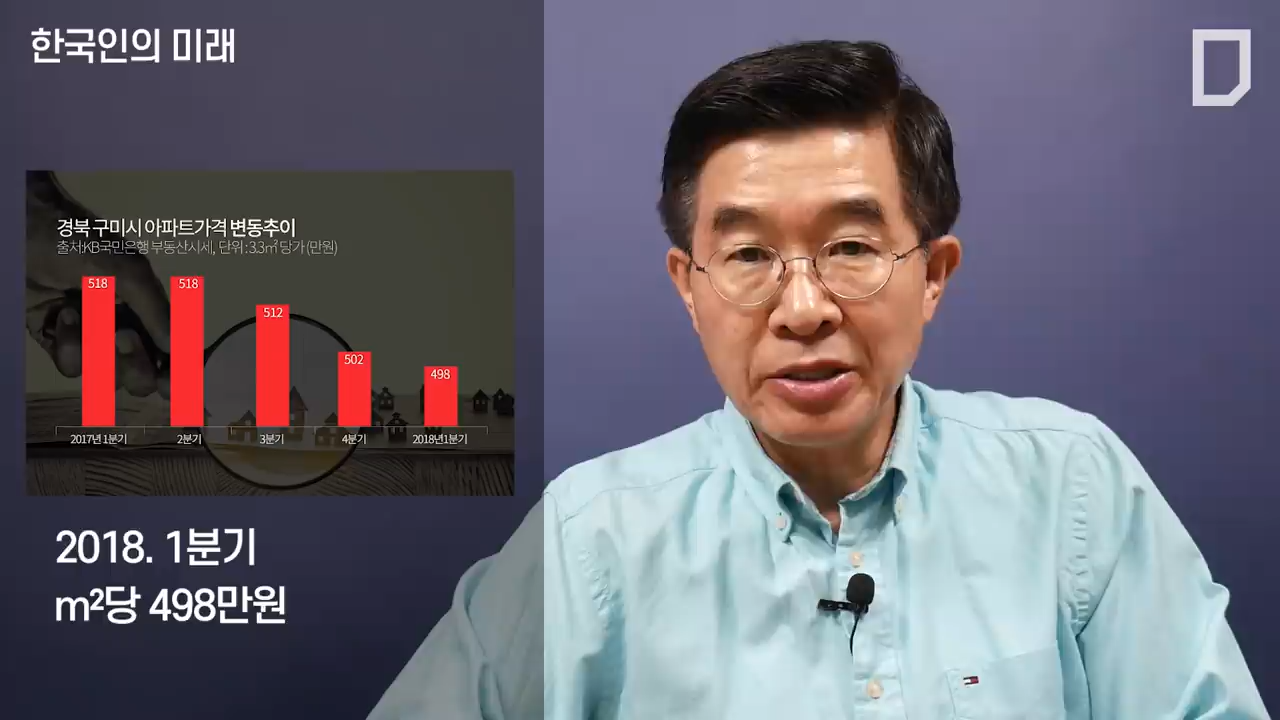 한국인의 미래
경북 구미시 아파트가격 변동추이
출처:KB국민은행 부동산시세, 단위 : 3.3㎡ 당가 (만원)
518
518
512
502
498
2017년 1분기
2분기
3분기
4분기
2018년1분기
2018. 1분기
m²당 498만원